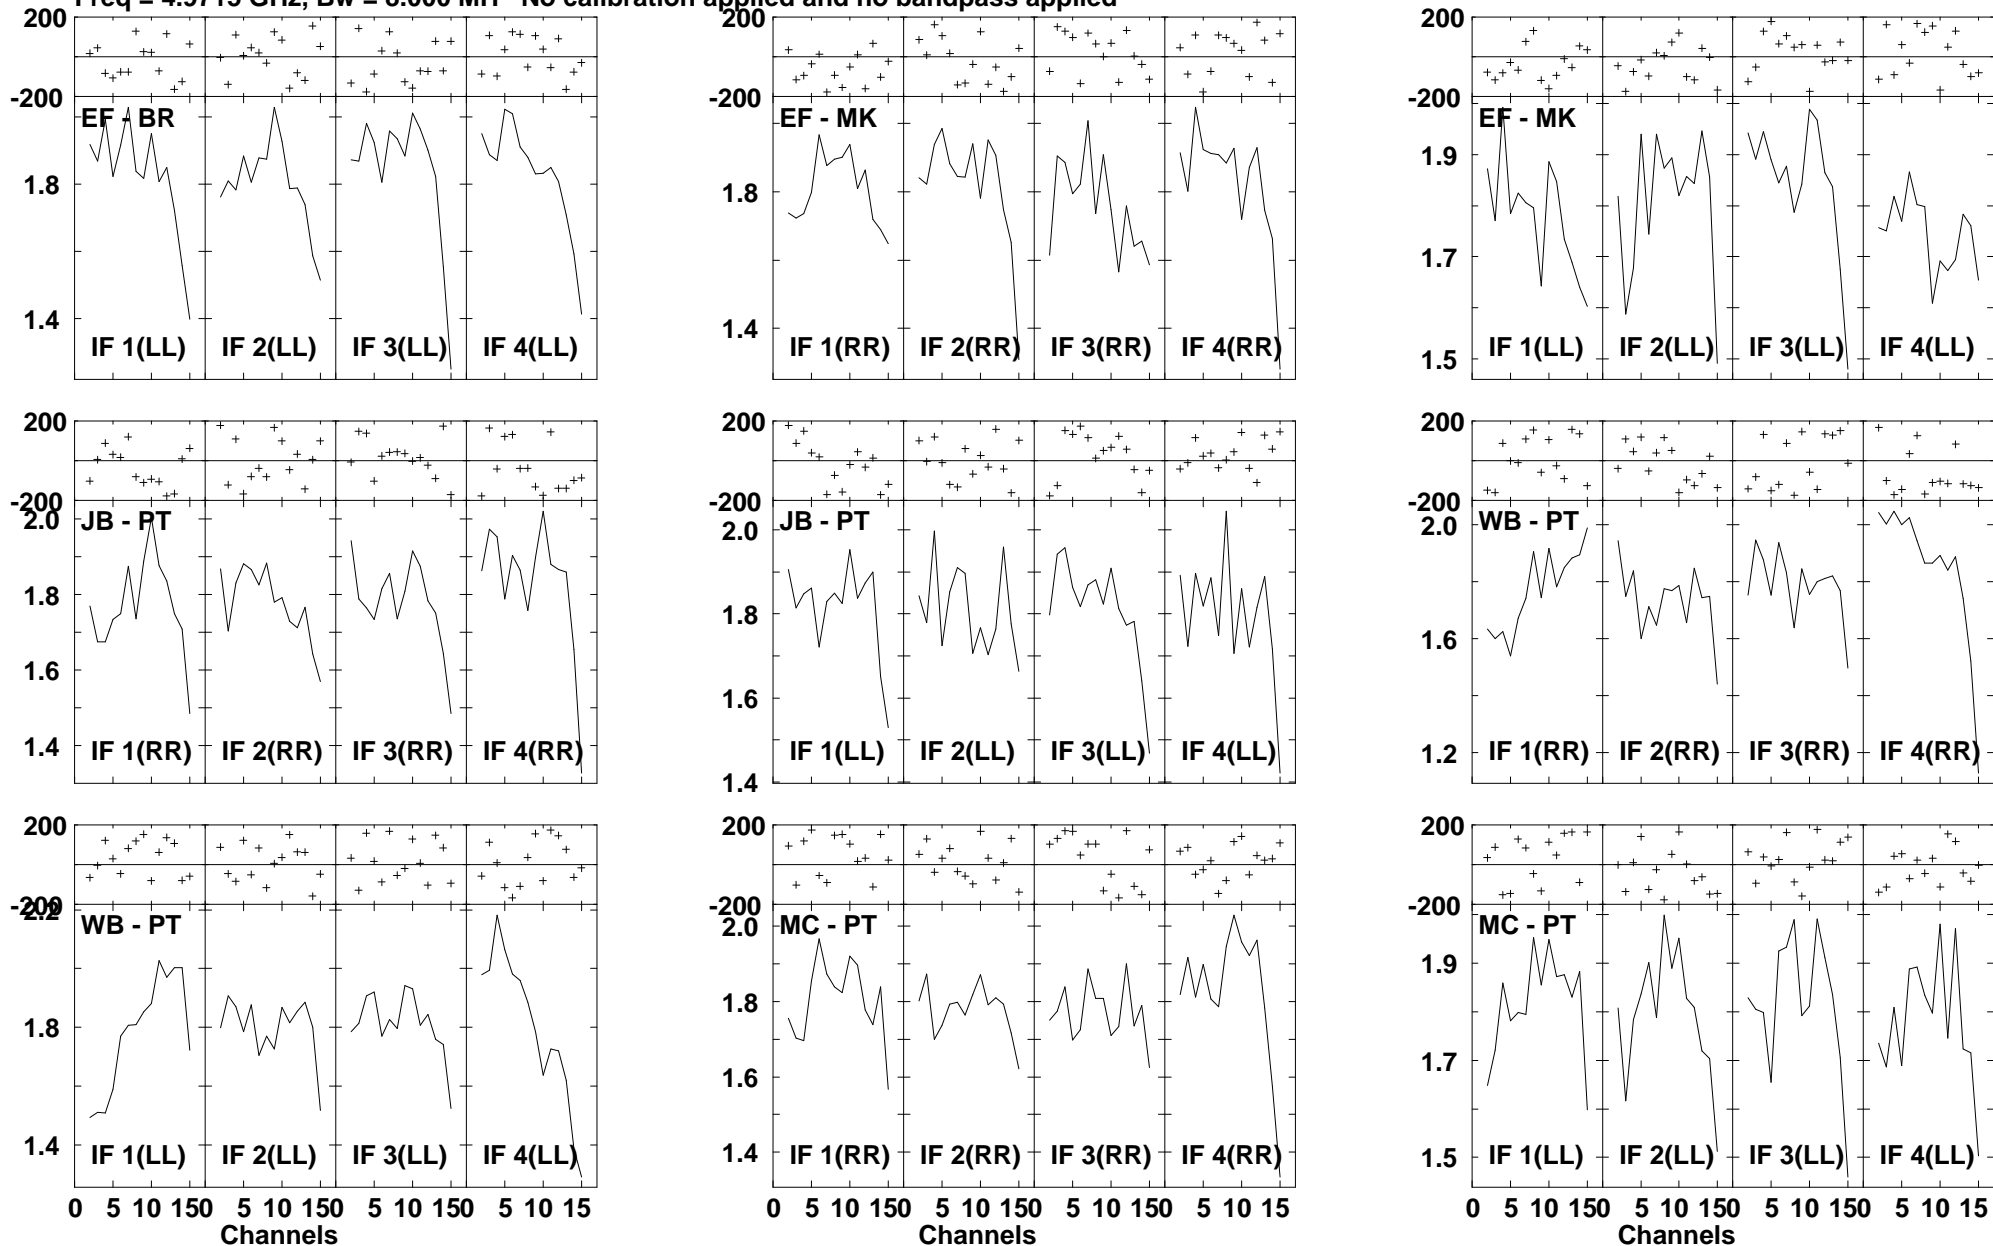 Freq = 4.9715 GHz, Bw = 8.000 MH No calibration applied and no bandpass applied
200 200 200
-200 -200 -200
EF - BR EF - MK EF - MK
1.8 1.8 1.9
1.7
1.4 1.4 1.5
IF 1(LL) IF 2(LL) IF 3(LL) IF 4(LL) IF 1(RR) IF 2(RR) IF 3(RR) IF 4(RR) IF 1(LL) IF 2(LL) IF 3(LL) IF 4(LL)
200 200 200
-200 -200 -200
2.0 JB - PT 2.0 JB - PT 2.0 WB - PT
1.8 1.8 1.6
1.6 1.6
1.4 1.4 1.2
IF 1(RR) IF 2(RR) IF 3(RR) IF 4(RR) IF 1(LL) IF 2(LL) IF 3(LL) IF 4(LL) IF 1(RR) IF 2(RR) IF 3(RR) IF 4(RR)
200 200 200
-200 -200 -200
2.2 WB - PT 2.0 MC - PT MC - PT
1.8 1.8 1.9
1.6 1.7
1.4 1.4 1.5
IF 1(LL) IF 2(LL) IF 3(LL) IF 4(LL) IF 1(RR) IF 2(RR) IF 3(RR) IF 4(RR) IF 1(LL) IF 2(LL) IF 3(LL) IF 4(LL)
0 5 10 150 5 10 150 5 10 150 5 10 15 0 5 10 150 5 10 150 5 10 150 5 10 15 0 5 10 150 5 10 150 5 10 150 5 10 15
Channels Channels Channels